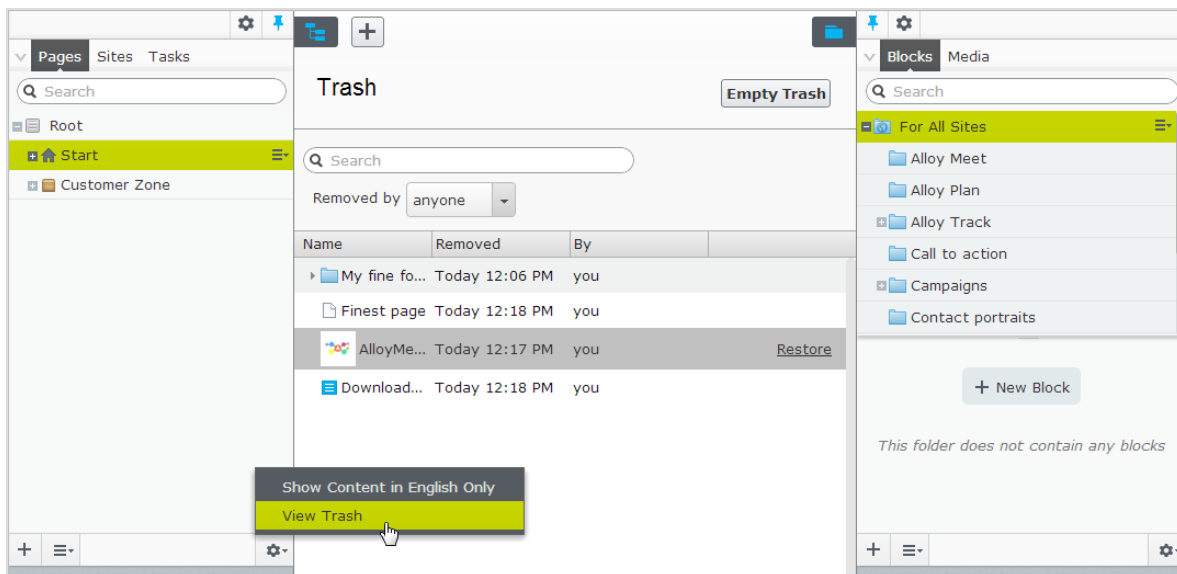 Pages Sites Tasks
Search
Root
Start
Customer Zone
Trash
Empty Trash
Search
Removed by anyone
Name Removed By
My fine fo... Today 12:06 PM you
Finest page Today 12:18 PM you
AlloyMe... Today 12:17 PM you Restore
Download... Today 12:18 PM you
Show Content in English Only
View Trash
Blocks Media
Search
For All Sites
Alloy Meet
Alloy Plan
Alloy Track
Call to action
Campaigns
Contact portraits
+ New Block
This folder does not contain any blocks